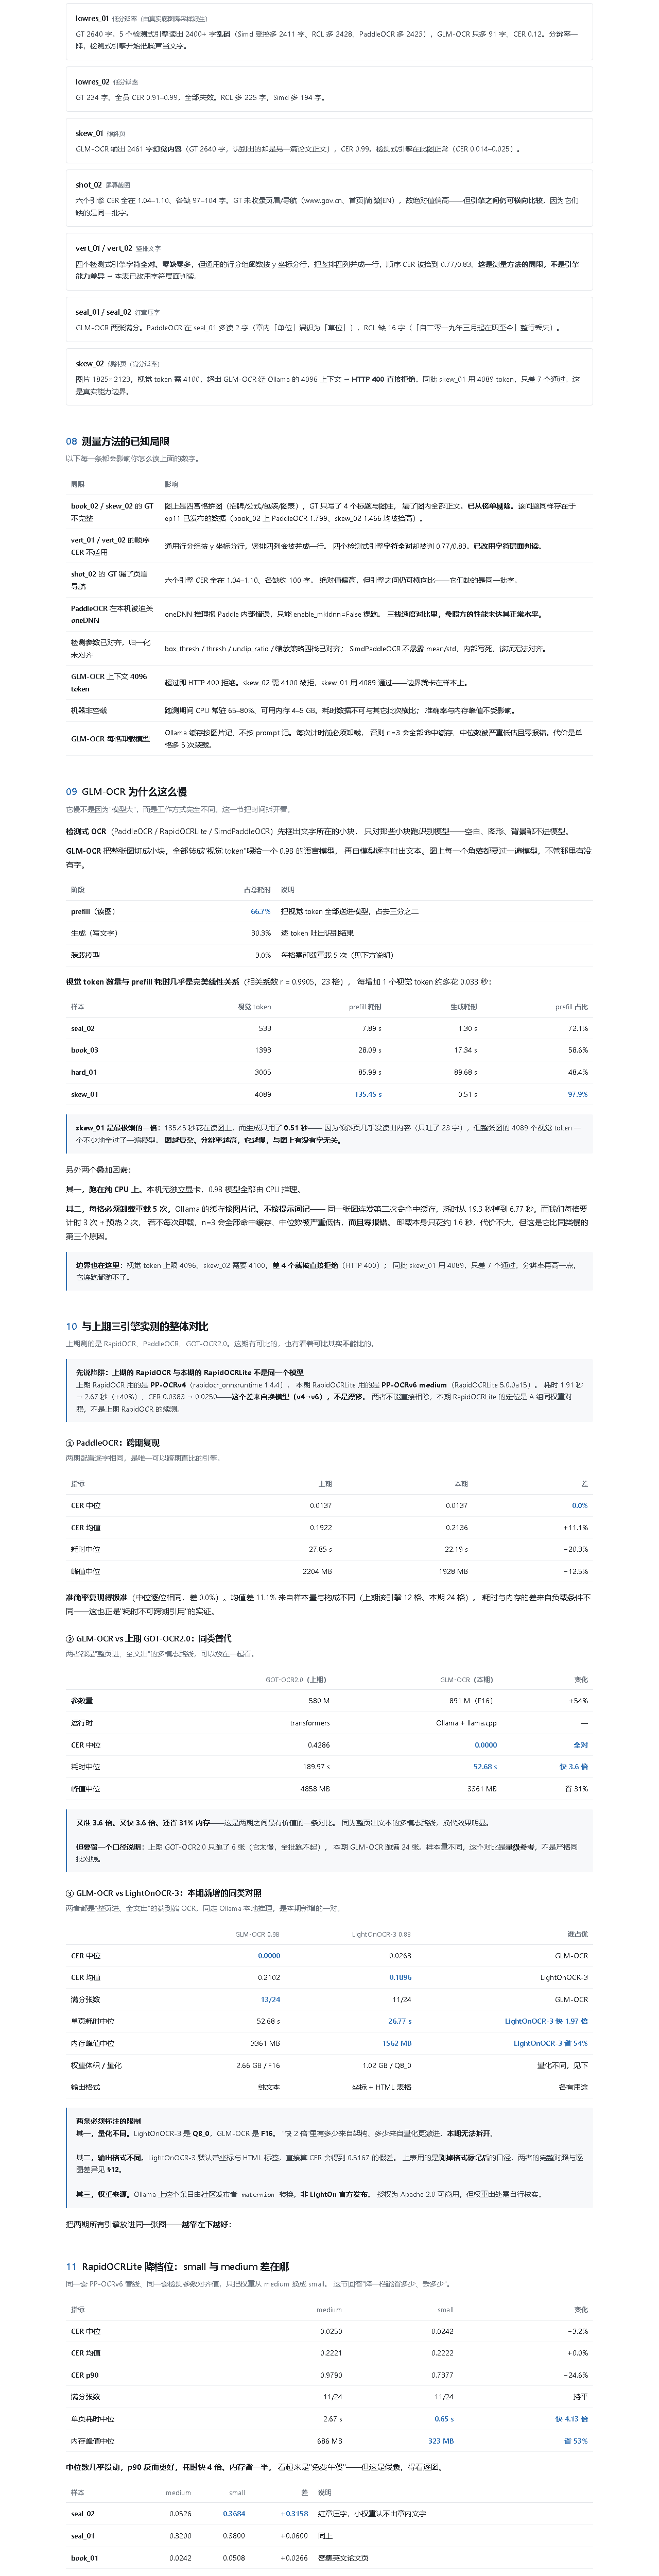 lowres_01 低分辨率（由真实底图降采样派生）
GT 2640 字。5 个检测式引擎读出 2400+ 字乱码（Simd 受控多 2411 字、RCL 多 2428、PaddleOCR 多 2423），GLM-OCR 只多 91 字、CER 0.12。分辨率一
降，检测式引擎开始把噪声当文字。
lowres_02 低分辨率
GT 234 字。全员 CER 0.91–0.99，全部失效。RCL 多 225 字，Simd 多 194 字。
skew_01 倾斜页
GLM-OCR 输出 2461 字幻觉内容（GT 2640 字，识别出的却是另一篇论文正文），CER 0.99。检测式引擎在此图正常（CER 0.014–0.025）。
shot_02 屏幕截图
六个引擎 CER 全在 1.04–1.10、各缺 97–104 字。GT 未收录页眉/导航（www.gov.cn、首页|简|繁|EN），故绝对值偏高——但引擎之间仍可横向比较，因为它
们缺的是同一批字。
vert_01 / vert_02 竖排文字
四个检测式引擎字符全对、零缺零多，但通用的行分组函数按 y 坐标分行，把竖排四列并成一行，顺序 CER 被抬到 0.77/0.83。这是测量方法的局限，不是引擎
能力差异 → 本表已改用字符层面判读。
seal_01 / seal_02 红章压字
GLM-OCR 两张满分。PaddleOCR 在 seal_01 多读 2 字（章内「单位」误识为「草位」），RCL 缺 16 字（「自二零一九年三月起在职至今」整行丢失）。
skew_02 倾斜页（高分辨率）
图片 1825×2123，视觉 token 需 4100，超出 GLM-OCR 经 Ollama 的 4096 上下文 → HTTP 400 直接拒绝。同批 skew_01 用 4089 token，只差 7 个通过。这
是真实能力边界。
08 测量方法的已知局限
以下每一条都会影响你怎么读上面的数字。
局限 影响
book_02 / skew_02 的 GT
不完整
图上是四宫格拼图（招牌/公式/包装/图表），GT 只写了 4 个标题与图注，漏了图内全部正文。已从榜单剔除。该问题同样存在于
ep11 已发布的数据（book_02 上 PaddleOCR 1.799、skew_02 1.466 均被抬高）。
vert_01 / vert_02 的顺序
CER 不适用
通用行分组按 y 坐标分行，竖排四列会被并成一行。四个检测式引擎字符全对却被判 0.77/0.83。已改用字符层面判读。
shot_02 的 GT 漏了页眉
导航
六个引擎 CER 全在 1.04–1.10、各缺约 100 字。绝对值偏高，但引擎之间仍可横向比——它们缺的是同一批字。
PaddleOCR 在本机被迫关
oneDNN
oneDNN 推理报 Paddle 内部错误，只能 enable_mkldnn=False 裸跑。三栈速度对比里，参照方的性能未达其正常水平。
检测参数已对齐，归一化
未对齐
box_thresh / thresh / unclip_ratio / 缩放策略四栈已对齐；SimdPaddleOCR 不暴露 mean/std，内部写死，该项无法对齐。
GLM-OCR 上下文 4096
token
超过即 HTTP 400 拒绝。skew_02 需 4100 被拒，skew_01 用 4089 通过——边界就卡在样本上。
机器非空载 跑测期间 CPU 常驻 65–80%、可用内存 4–5 GB。耗时数据不可与其它批次横比；准确率与内存峰值不受影响。
GLM-OCR 每格卸载模型
Ollama 缓存按图片记、不按 prompt 记。每次计时前必须卸载，否则 n=3 会全部命中缓存、中位数被严重低估且零报错。代价是单
格多 5 次装载。
09 GLM-OCR 为什么这么慢
它慢不是因为“模型大”，而是工作方式完全不同。这一节把时间拆开看。
检测式 OCR（PaddleOCR / RapidOCRLite / SimdPaddleOCR）先框出文字所在的小块，只对那些小块跑识别模型——空白、图形、背景都不进模型。
GLM-OCR 把整张图切成小块，全部转成“视觉 token”喂给一个 0.9B 的语言模型，再由模型逐字吐出文本。图上每一个角落都要过一遍模型，不管那里有没
有字。
阶段 占总耗时 说明
prefill（读图） 66.7% 把视觉 token 全部送进模型，占去三分之二
生成（写文字） 30.3% 逐 token 吐出识别结果
装载模型 3.0% 每格需卸载重载 5 次（见下方说明）
视觉 token 数量与 prefill 耗时几乎是完美线性关系（相关系数 r = 0.9905，23 格），每增加 1 个视觉 token 约多花 0.033 秒：
样本 视觉 token prefill 耗时 生成耗时 prefill 占比
seal_02 533 7.89 s 1.30 s 72.1%
book_03 1393 28.09 s 17.34 s 58.6%
hard_01 3005 85.99 s 89.68 s 48.4%
skew_01 4089 135.45 s 0.51 s 97.9%
skew_01 是最极端的一格：135.45 秒花在读图上，而生成只用了 0.51 秒——因为倾斜页几乎没读出内容（只吐了 23 字），但整张图的 4089 个视觉 token 一
个不少地全过了一遍模型。图越复杂、分辨率越高，它越慢，与图上有没有字无关。
另外两个叠加因素：
其一，跑在纯 CPU 上。本机无独立显卡，0.9B 模型全部由 CPU 推理。
其二，每格必须卸载重载 5 次。Ollama 的缓存按图片记、不按提示词记——同一张图连发第二次会命中缓存，耗时从 19.3 秒掉到 6.77 秒。而我们每格要
计时 3 次 + 预热 2 次，若不每次卸载，n=3 会全部命中缓存、中位数被严重低估，而且零报错。卸载本身只花约 1.6 秒，代价不大，但这是它比同类慢的
第三个原因。
边界也在这里：视觉 token 上限 4096。skew_02 需要 4100，差 4 个就被直接拒绝（HTTP 400）；同批 skew_01 用 4089，只差 7 个通过。分辨率再高一点，
它连跑都跑不了。
10 与上期三引擎实测的整体对比
上期测的是 RapidOCR、PaddleOCR、GOT-OCR2.0。这期有可比的，也有看着可比其实不能比的。
先说陷阱：上期的 RapidOCR 与本期的 RapidOCRLite 不是同一个模型
上期 RapidOCR 用的是 PP-OCRv4（rapidocr_onnxruntime 1.4.4），本期 RapidOCRLite 用的是 PP-OCRv6 medium（RapidOCRLite 5.0.0a15）。耗时 1.91 秒
→ 2.67 秒（+40%）、CER 0.0383 → 0.0250——这个差来自换模型（v4→v6），不是漂移。两者不能直接相除，本期 RapidOCRLite 的定位是 A 组同权重对
照，不是上期 RapidOCR 的续测。
① PaddleOCR：跨期复现
两期配置逐字相同，是唯一可以跨期直比的引擎。
指标 上期 本期 差
CER 中位 0.0137 0.0137 0.0%
CER 均值 0.1922 0.2136 +11.1%
耗时中位 27.85 s 22.19 s −20.3%
峰值中位 2204 MB 1928 MB −12.5%
准确率复现得极准（中位逐位相同，差 0.0%）。均值差 11.1% 来自样本量与构成不同（上期该引擎 12 格、本期 24 格）。耗时与内存的差来自负载条件不
同——这也正是“耗时不可跨期引用”的实证。
② GLM-OCR vs 上期 GOT-OCR2.0：同类替代
两者都是“整页进、全文出”的多模态路线，可以放在一起看。
GOT-OCR2.0（上期） GLM-OCR（本期） 变化
参数量 580 M 891 M（F16） +54%
运行时 transformers Ollama + llama.cpp —
CER 中位 0.4286 0.0000 全对
耗时中位 189.97 s 52.68 s 快 3.6 倍
峰值中位 4858 MB 3361 MB 省 31%
又准 3.6 倍、又快 3.6 倍、还省 31% 内存——这是两期之间最有价值的一条对比。同为整页出文本的多模态路线，换代效果明显。
但要留一个口径说明：上期 GOT-OCR2.0 只跑了 6 张（它太慢，全批跑不起），本期 GLM-OCR 跑满 24 张。样本量不同，这个对比是量级参考，不是严格同
批对照。
③ GLM-OCR vs LightOnOCR-3：本期新增的同类对照
两者都是“整页进、全文出”的端到端 OCR，同走 Ollama 本地推理，是本期新增的一对。
GLM-OCR 0.9B LightOnOCR-3 0.8B 谁占优
CER 中位 0.0000 0.0263 GLM-OCR
CER 均值 0.2102 0.1896 LightOnOCR-3
满分张数 13/24 11/24 GLM-OCR
单页耗时中位 52.68 s 26.77 s LightOnOCR-3 快 1.97 倍
内存峰值中位 3361 MB 1562 MB LightOnOCR-3 省 54%
权重体积 / 量化 2.66 GB / F16 1.02 GB / Q8_0 量化不同，见下
输出格式 纯文本 坐标 + HTML 表格 各有用途
两条必须标注的限制
其一，量化不同。LightOnOCR-3 是 Q8_0，GLM-OCR 是 F16。“快 2 倍”里有多少来自架构、多少来自量化更激进，本期无法拆开。
其二，输出格式不同。LightOnOCR-3 默认带坐标与 HTML 标签，直接算 CER 会得到 0.5167 的假差。上表用的是剥掉格式标记后的口径，两者的完整对照与逐
图差异见 §12。
其三，权重来源。Ollama 上这个条目由社区发布者 maternion 转换，非 LightOn 官方发布。授权为 Apache 2.0 可商用，但权重出处需自行核实。
把两期所有引擎放进同一张图——越靠左下越好：
11 RapidOCRLite 降档位：small 与 medium 差在哪
同一套 PP-OCRv6 管线、同一套检测参数对齐值，只把权重从 medium 换成 small。这节回答“降一档能省多少、丢多少”。
指标 medium small 变化
CER 中位 0.0250 0.0242 −3.2%
CER 均值 0.2221 0.2222 +0.0%
CER p90 0.9790 0.7377 −24.6%
满分张数 11/24 11/24 持平
单页耗时中位 2.67 s 0.65 s 快 4.13 倍
内存峰值中位 686 MB 323 MB 省 53%
中位数几乎没动，p90 反而更好，耗时快 4 倍、内存省一半。看起来是“免费午餐”——但这是假象，得看逐图。
样本 medium small 差 说明
seal_02 0.0526 0.3684 +0.3158 红章压字，小权重认不出章内文字
seal_01 0.3200 0.3800 +0.0600 同上
book_01 0.0242 0.0508 +0.0266 密集英文论文页